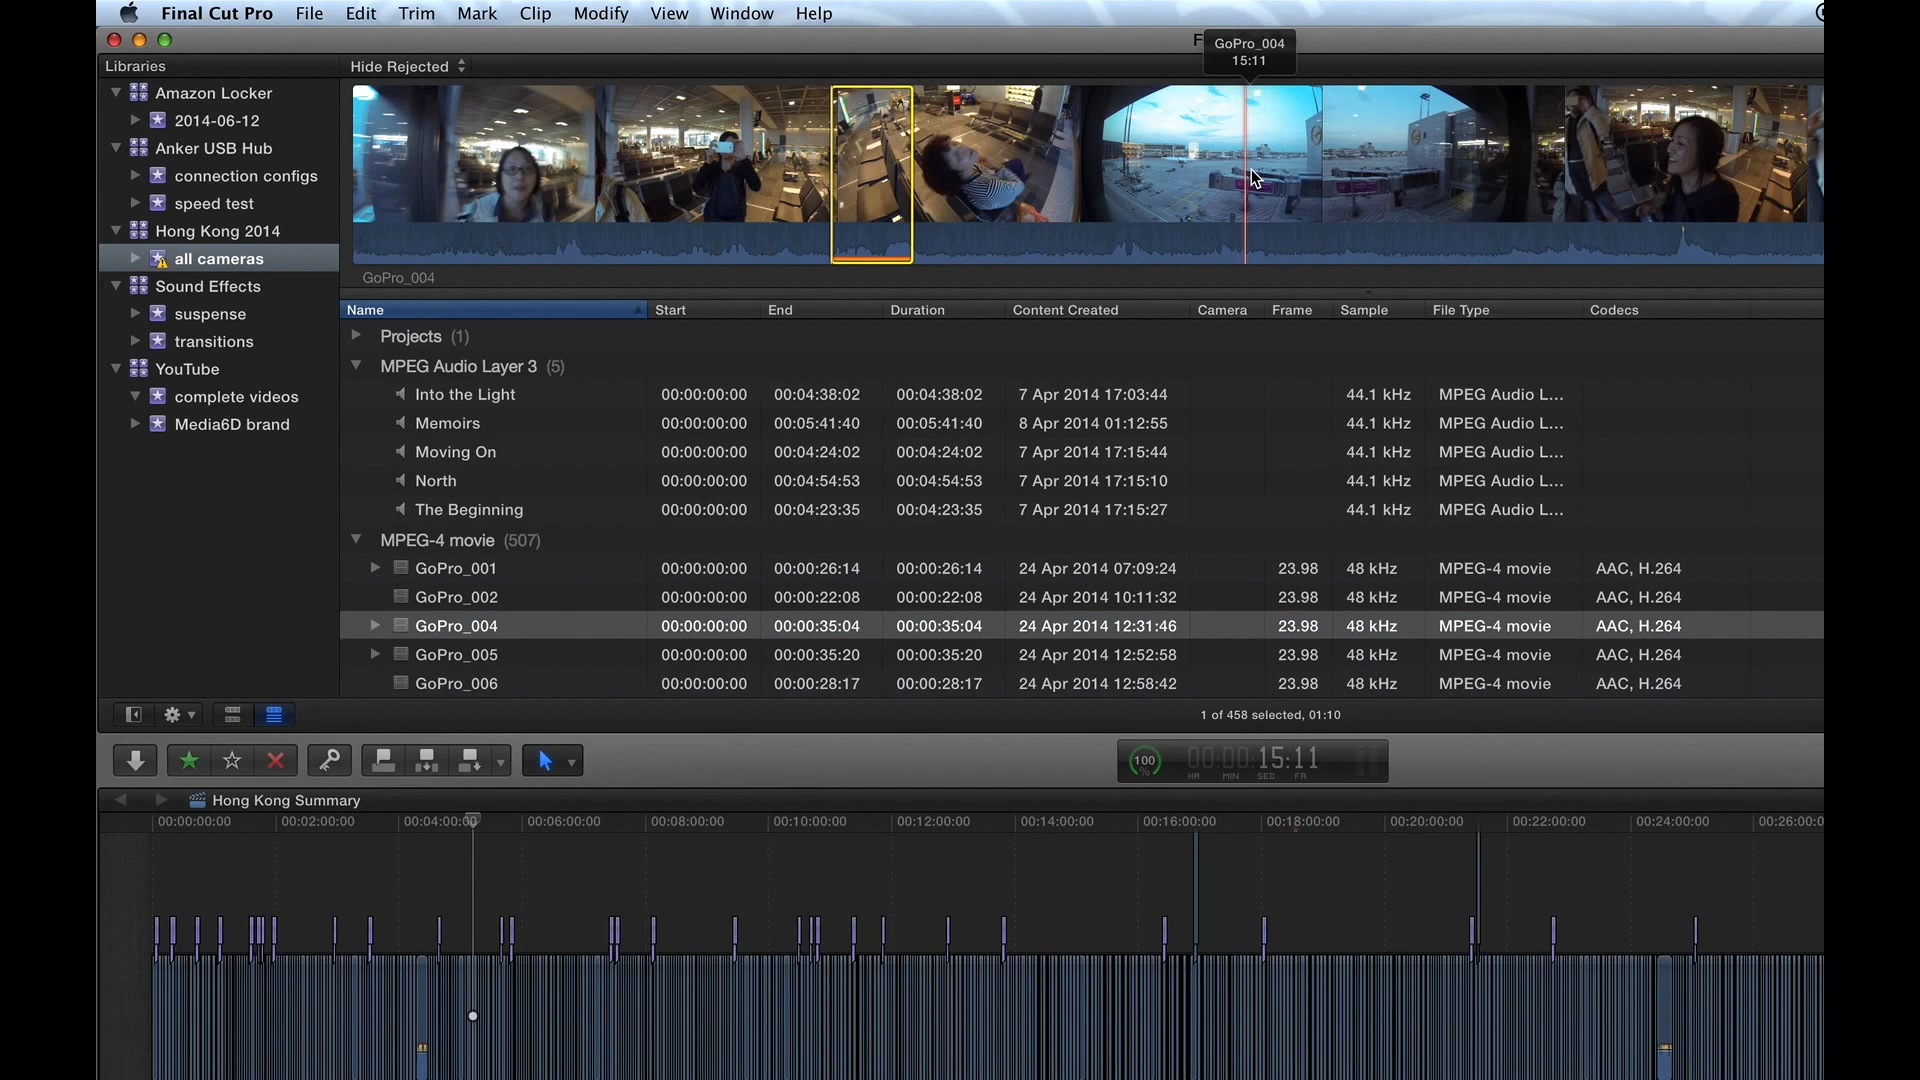 Final Cut Pro File Edit Trim Mark Clip Modify View Window Help
GoPro_004
15:11
Libraries
Hide Rejected
Amazon Locker
2014-06-12
Anker USB Hub
connection configs
speed test
Hong Kong 2014
all cameras
Sound Effects
suspense
transitions
YouTube
complete videos
Media6D brand
GoPro_004
Name Start End Duration Content Created Camera Frame Sample File Type Codecs
Projects (1)
MPEG Audio Layer 3 (5)
Into the Light 00:00:00:00 00:04:38:02 00:04:38:02 7 Apr 2014 17:03:44 44.1 kHz MPEG Audio L...
Memoirs 00:00:00:00 00:05:41:40 00:05:41:40 8 Apr 2014 01:12:55 44.1 kHz MPEG Audio L...
Moving On 00:00:00:00 00:04:24:02 00:04:24:02 7 Apr 2014 17:15:44 44.1 kHz MPEG Audio L...
North 00:00:00:00 00:04:54:53 00:04:54:53 7 Apr 2014 17:15:10 44.1 kHz MPEG Audio L...
The Beginning 00:00:00:00 00:04:23:35 00:04:23:35 7 Apr 2014 17:15:27 44.1 kHz MPEG Audio L...
MPEG-4 movie (507)
GoPro_001 00:00:00:00 00:00:26:14 00:00:26:14 24 Apr 2014 07:09:24 23.98 48 kHz MPEG-4 movie AAC, H.264
GoPro_002 00:00:00:00 00:00:22:08 00:00:22:08 24 Apr 2014 10:11:32 23.98 48 kHz MPEG-4 movie AAC, H.264
GoPro_004 00:00:00:00 00:00:35:04 00:00:35:04 24 Apr 2014 12:31:46 23.98 48 kHz MPEG-4 movie AAC, H.264
GoPro_005 00:00:00:00 00:00:35:20 00:00:35:20 24 Apr 2014 12:52:58 23.98 48 kHz MPEG-4 movie AAC, H.264
GoPro_006 00:00:00:00 00:00:28:17 00:00:28:17 24 Apr 2014 12:58:42 23.98 48 kHz MPEG-4 movie AAC, H.264
1 of 458 selected, 01:10
100 % 00:00:15:11
HR MIN SEC FR
Hong Kong Summary
00:00:00:00 00:02:00:00 00:04:00:00 00:06:00:00 00:08:00:00 00:10:00:00 00:12:00:00 00:14:00:00 00:16:00:00 00:18:00:00 00:20:00:00 00:22:00:00 00:24:00:00 00:26:00:0